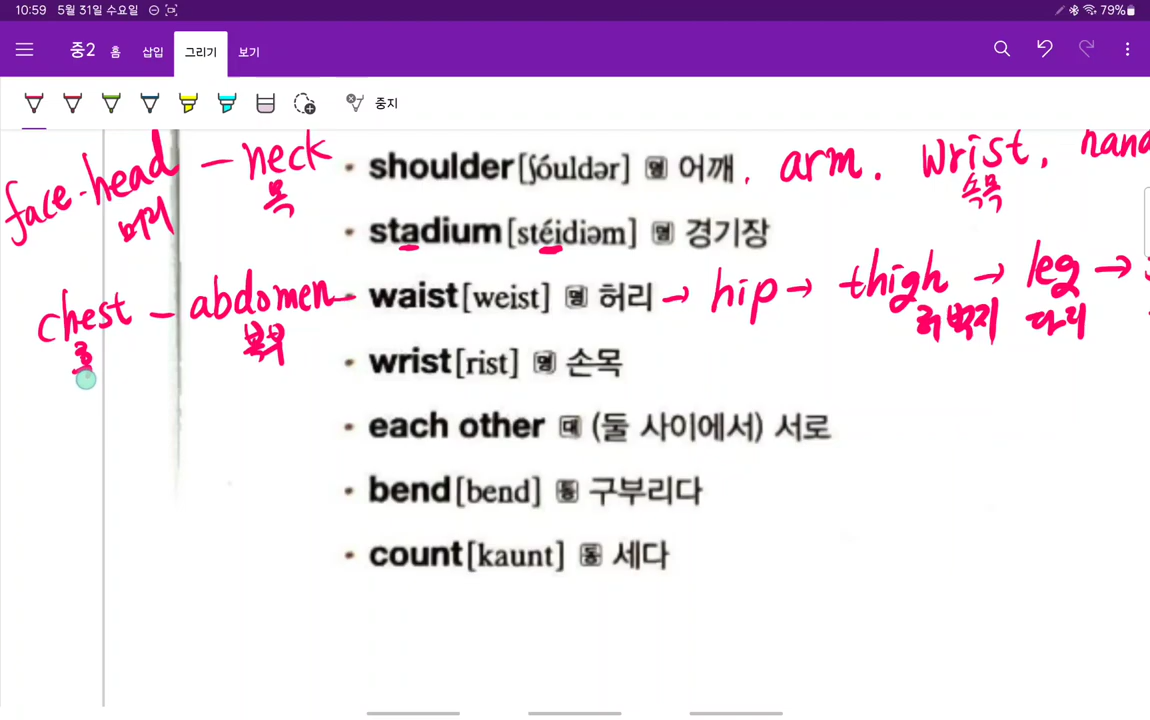 10:59 5월 31일 수요일 79%
중2 홈 삽입 그리기 보기
중지
face - head - neck • shoulder[ʃóuldər] 명 어깨, arm. wrist, hand
머리 목 손목
• stadium[stéidiəm] 명 경기장
chest - abdomen - waist[weist] 명 허리 → hip → thigh → leg →
복부 허벅지 다리
• wrist[rist] 명 손목
• each other 대 (둘 사이에서) 서로
• bend[bend] 동 구부리다
• count[kaunt] 동 세다